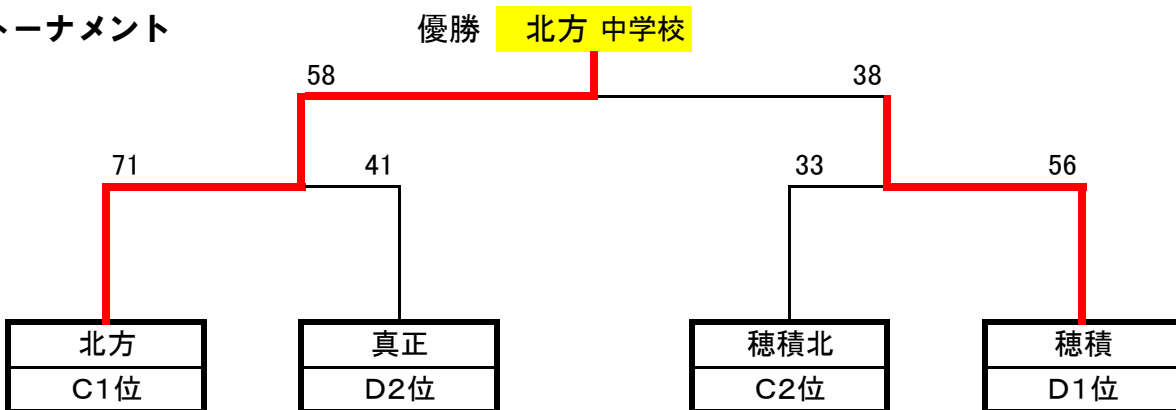 トーナメント
優勝 北方 中学校
58 38
71 41 33 56
北方 真正 穂積北 穂積
C1位 D2位 C2位 D1位